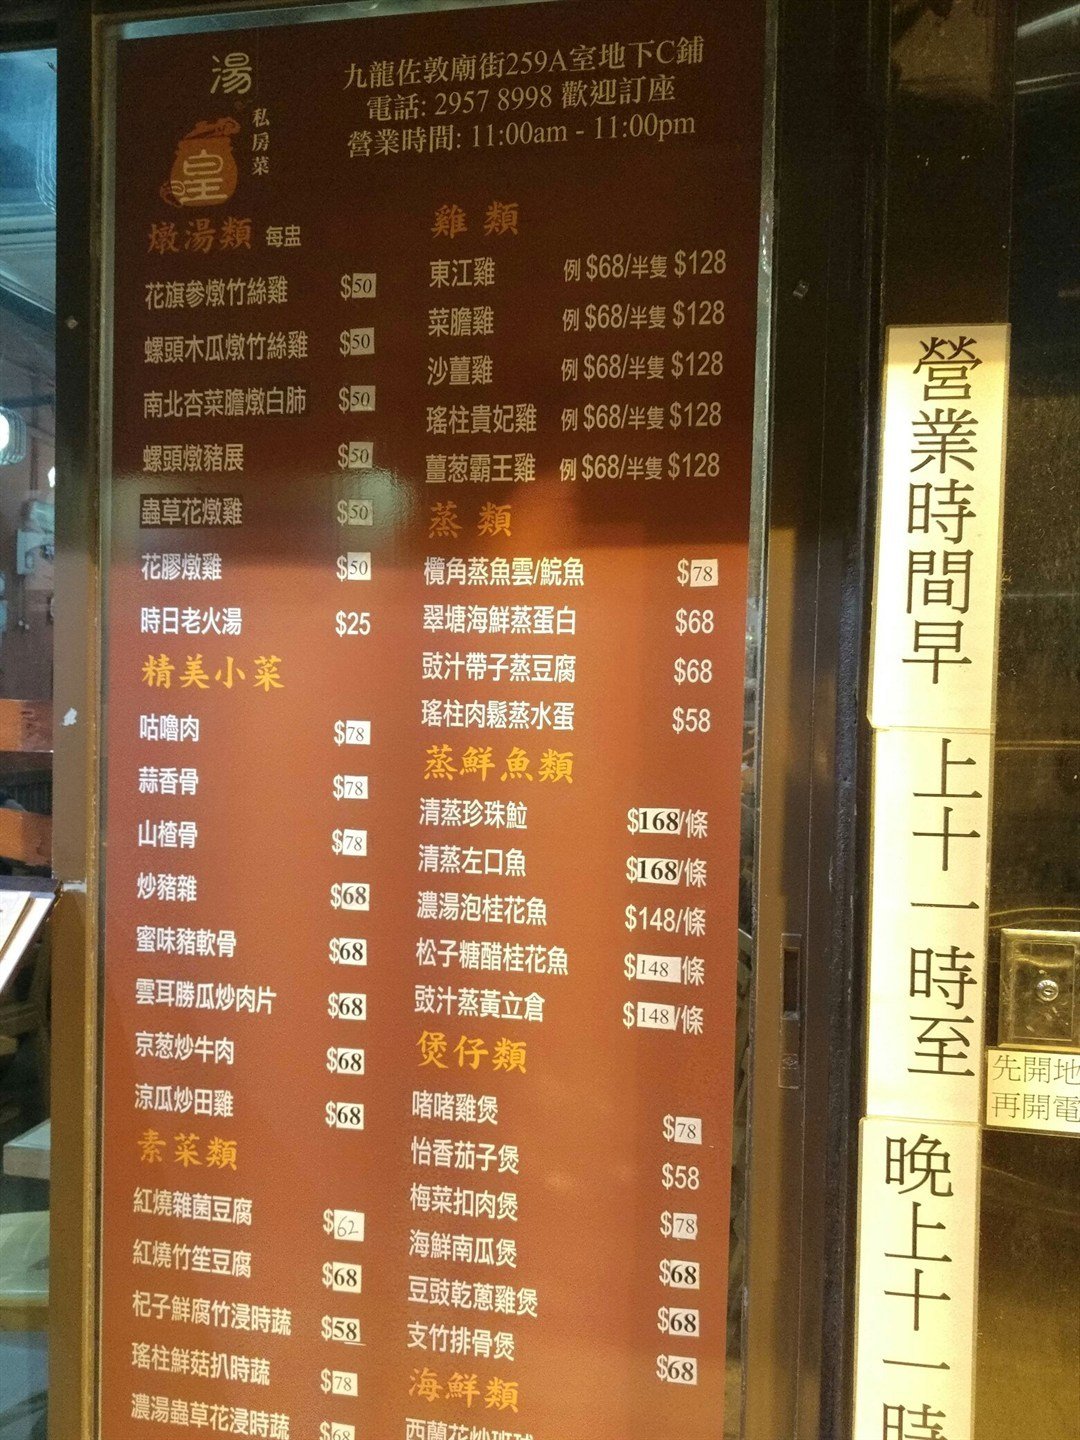 湯
皇
私房菜
九龍佐敦廟街259A室地下C鋪
電話: 2957 8998 歡迎訂座
營業時間: 11:00am - 11:00pm
燉湯類 每盅
花旗參燉竹絲雞 $50
螺頭木瓜燉竹絲雞 $50
南北杏菜膽燉白肺 $50
螺頭燉豬展 $50
蟲草花燉雞 $50
花膠燉雞 $50
時日老火湯 $25
精美小菜
咕嚕肉 $78
蒜香骨 $78
山楂骨 $78
炒豬雜 $68
蜜味豬軟骨 $68
雲耳勝瓜炒肉片 $68
京葱炒牛肉 $68
涼瓜炒田雞 $68
素菜類
紅燒雜菌豆腐 $62
紅燒竹笙豆腐 $68
杞子鮮腐竹浸時蔬 $58
瑤柱鮮菇扒時蔬 $78
濃湯蟲草花浸時蔬 $68
雞類
東江雞 例 $68/半隻 $128
菜膽雞 例 $68/半隻 $128
沙薑雞 例 $68/半隻 $128
瑤柱貴妃雞 例 $68/半隻 $128
薑葱霸王雞 例 $68/半隻 $128
蒸類
欖角蒸魚雲/鯇魚 $78
翠塘海鮮蒸蛋白 $68
豉汁帶子蒸豆腐 $68
瑤柱肉鬆蒸水蛋 $58
蒸鮮魚類
清蒸珍珠䱽 $168/條
清蒸左口魚 $168/條
濃湯泡桂花魚 $148/條
松子糖醋桂花魚 $148/條
豉汁蒸黃立倉 $148/條
煲仔類
啫啫雞煲 $78
怡香茄子煲 $58
梅菜扣肉煲 $78
海鮮南瓜煲 $68
豆豉乾蔥雞煲 $68
支竹排骨煲 $68
海鮮類
西蘭花炒班球
營業時間早
上十一時至
晚上十一時
先開地
再開電